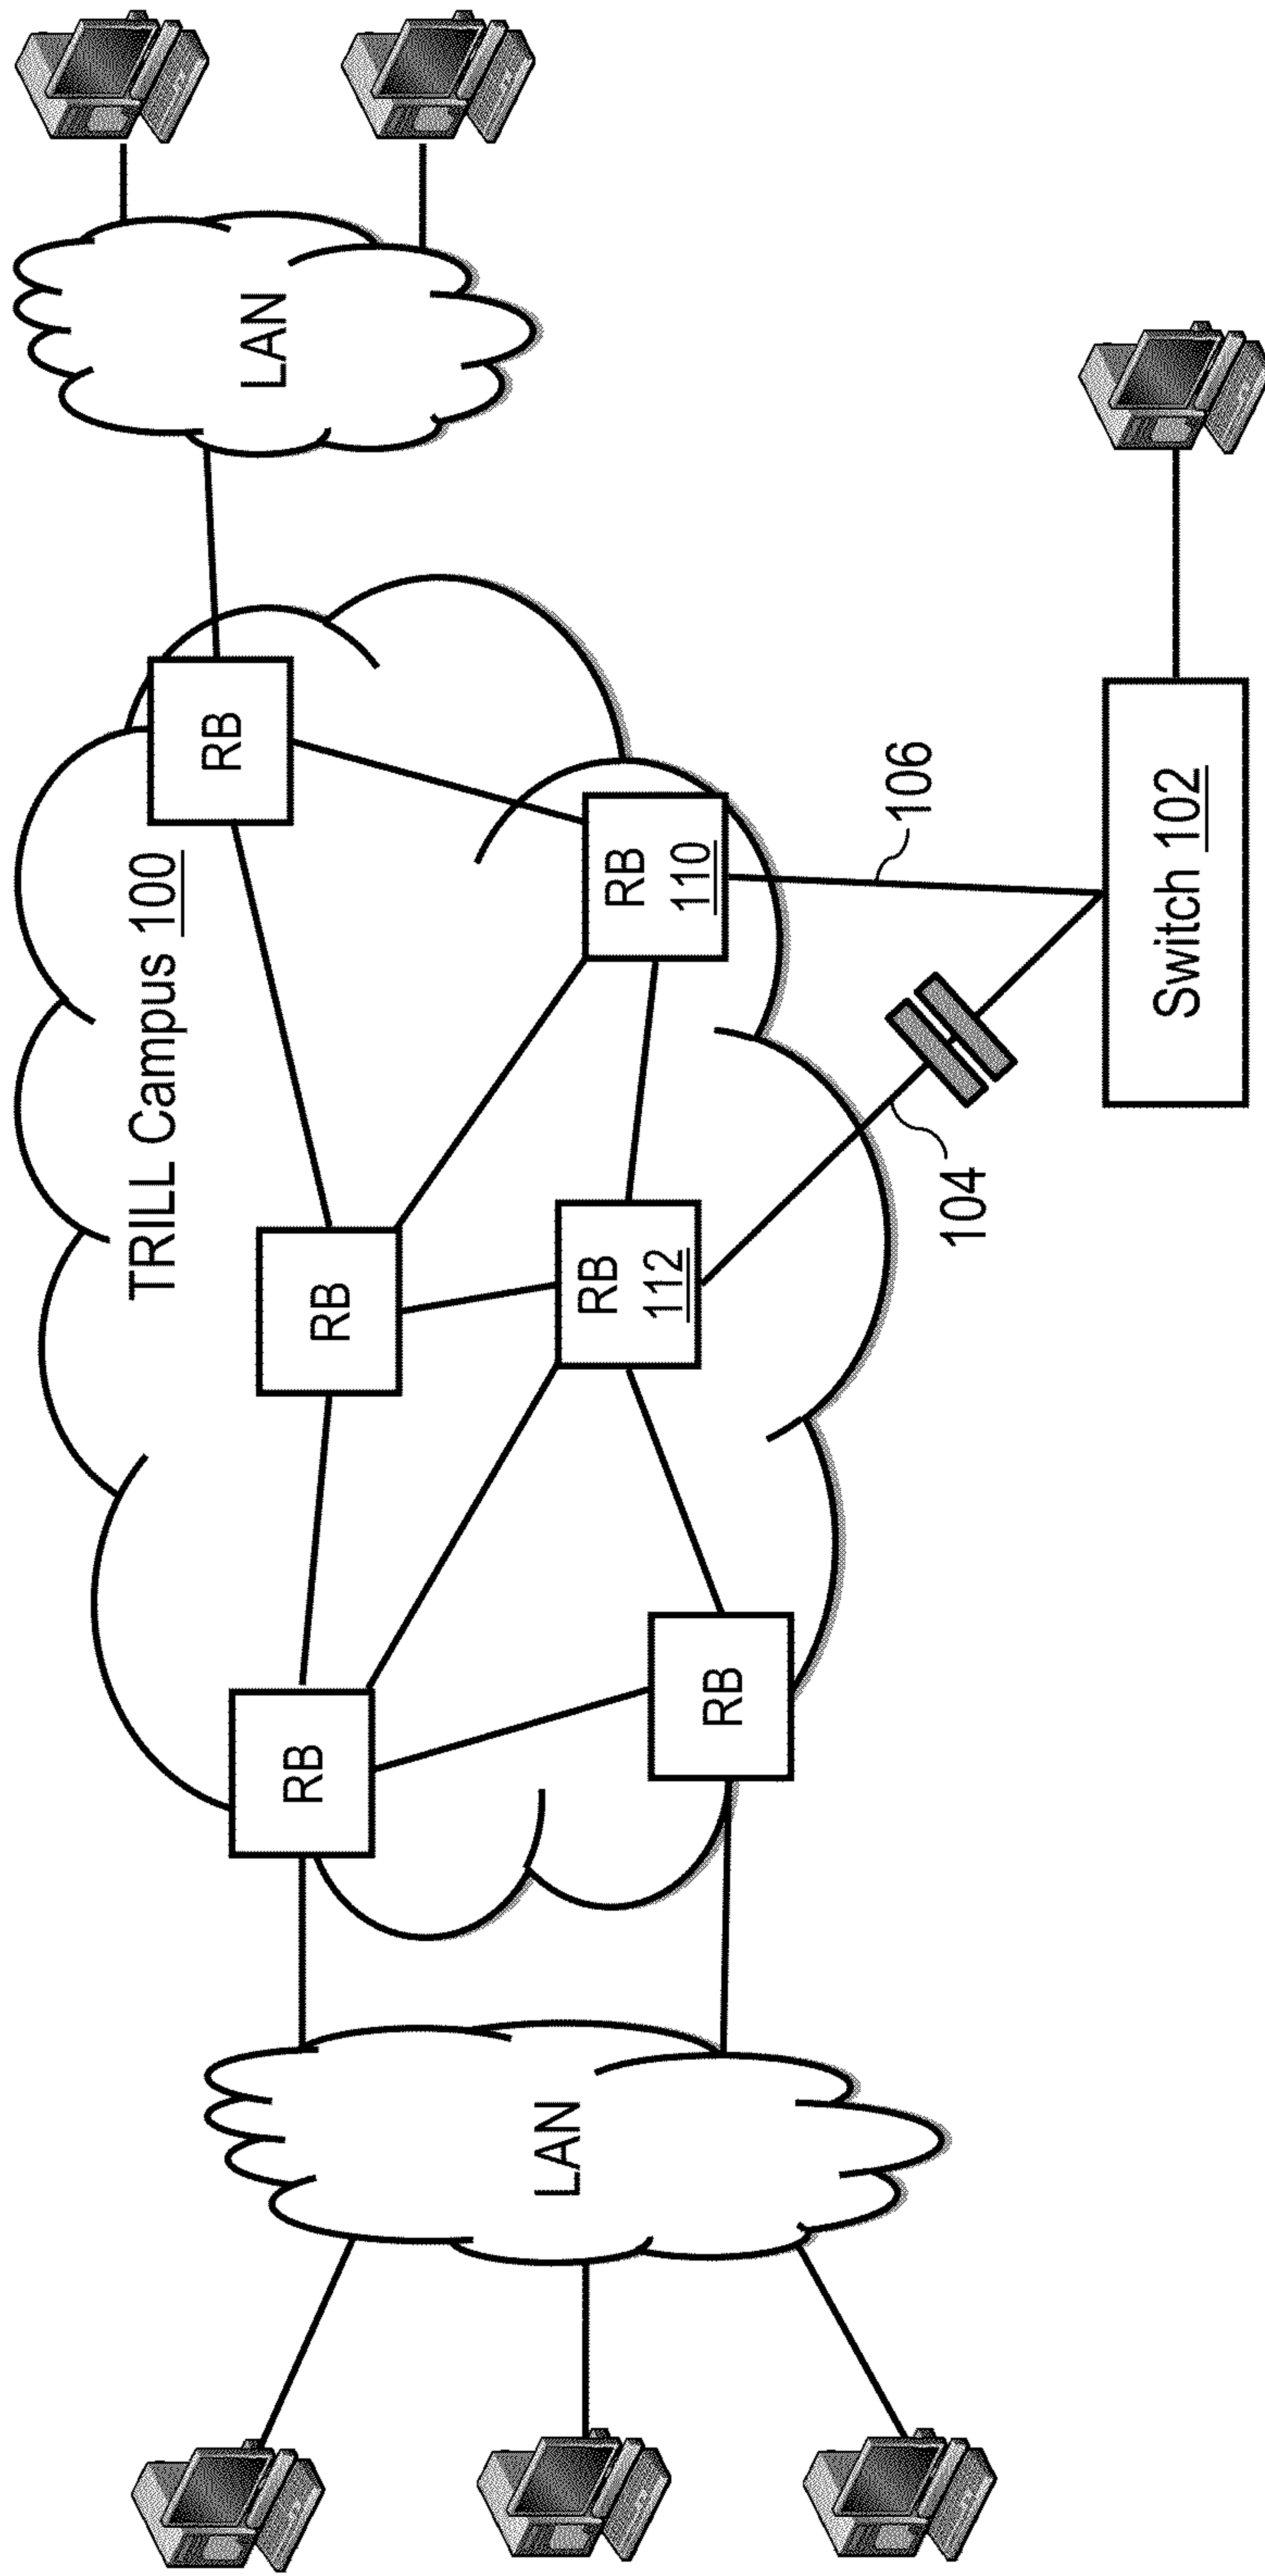 TRILL Campus 100
LAN
RB
RB
RB
RB
110
RB
112
RB
LAN
104
106
Switch 102